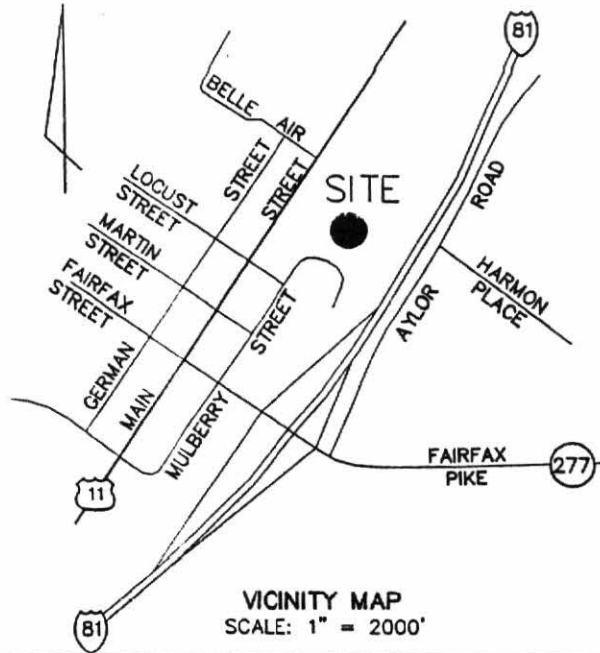 81
BELLE AIR
STREET
STREET
LOCUST
STREET
SITE
ROAD
MARTIN
STREET
HARMON
PLACE
FAIRFAX
STREET
AYLOR
STREET
GERMAN
MAIN
MULBERRY
FAIRFAX
PIKE
277
11
81
VICINITY MAP
SCALE: 1" = 2000'